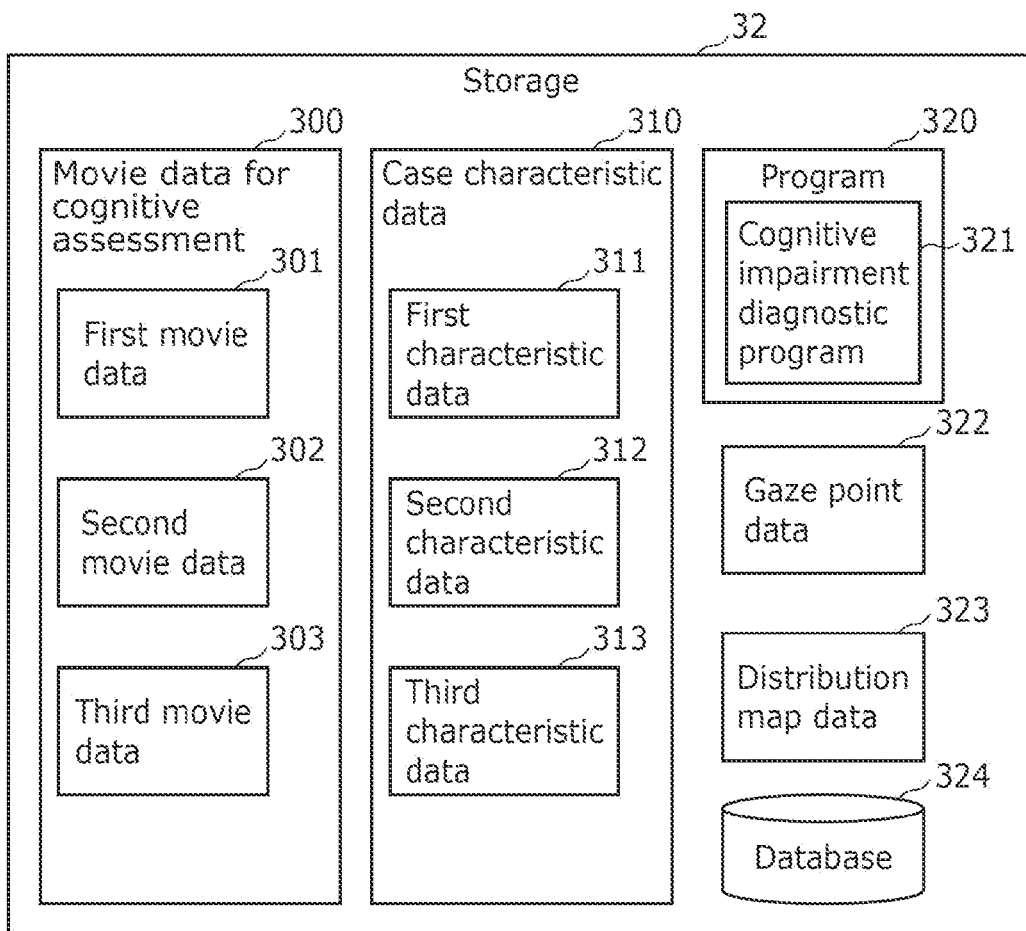 32
Storage
300
Movie data for
cognitive
assessment
301
First movie
data
302
Second
movie data
303
Third movie
data
310
Case characteristic
data
311
First
characteristic
data
312
Second
characteristic
data
313
Third
characteristic
data
320
Program
321
Cognitive
impairment
diagnostic
program
322
Gaze point
data
323
Distribution
map data
324
Database